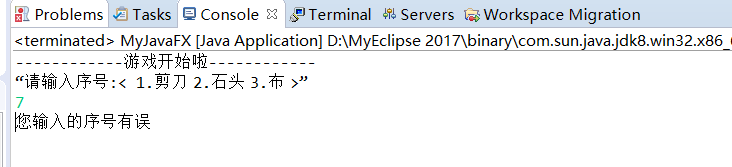 Problems Tasks Console Terminal Servers Workspace Migration
<terminated> MyJavaFX [Java Application] D:\MyEclipse 2017\binary\com.sun.java.jdk8.win32.x86_
------------游戏开始啦------------
“请输入序号:< 1.剪刀 2.石头 3.布 >”
7
您输入的序号有误